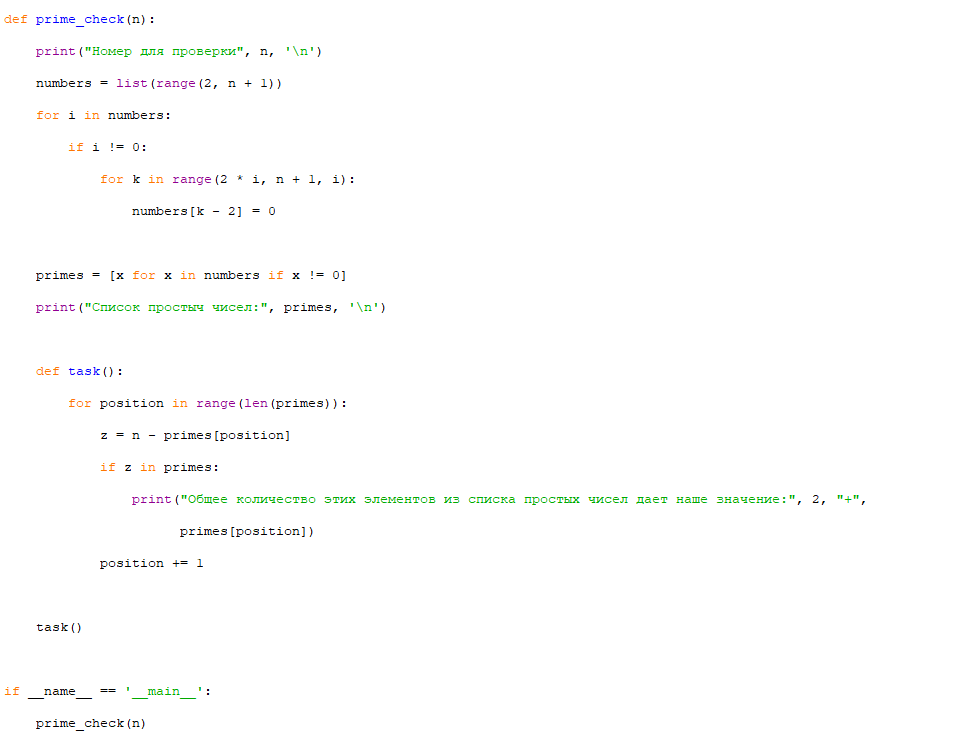 def prime_check(n):
    print("Номер для проверки", n, '\n')
    numbers = list(range(2, n + 1))
    for i in numbers:
        if i != 0:
            for k in range(2 * i, n + 1, i):
                numbers[k - 2] = 0
    primes = [x for x in numbers if x != 0]
    print("Список простыч чисел:", primes, '\n')
    def task():
        for position in range(len(primes)):
            z = n - primes[position]
            if z in primes:
                print("Общее количество этих элементов из списка простых чисел дает наше значение:", 2, "+",
                      primes[position])
            position += 1
    task()
if __name__ == '__main__':
    prime_check(n)